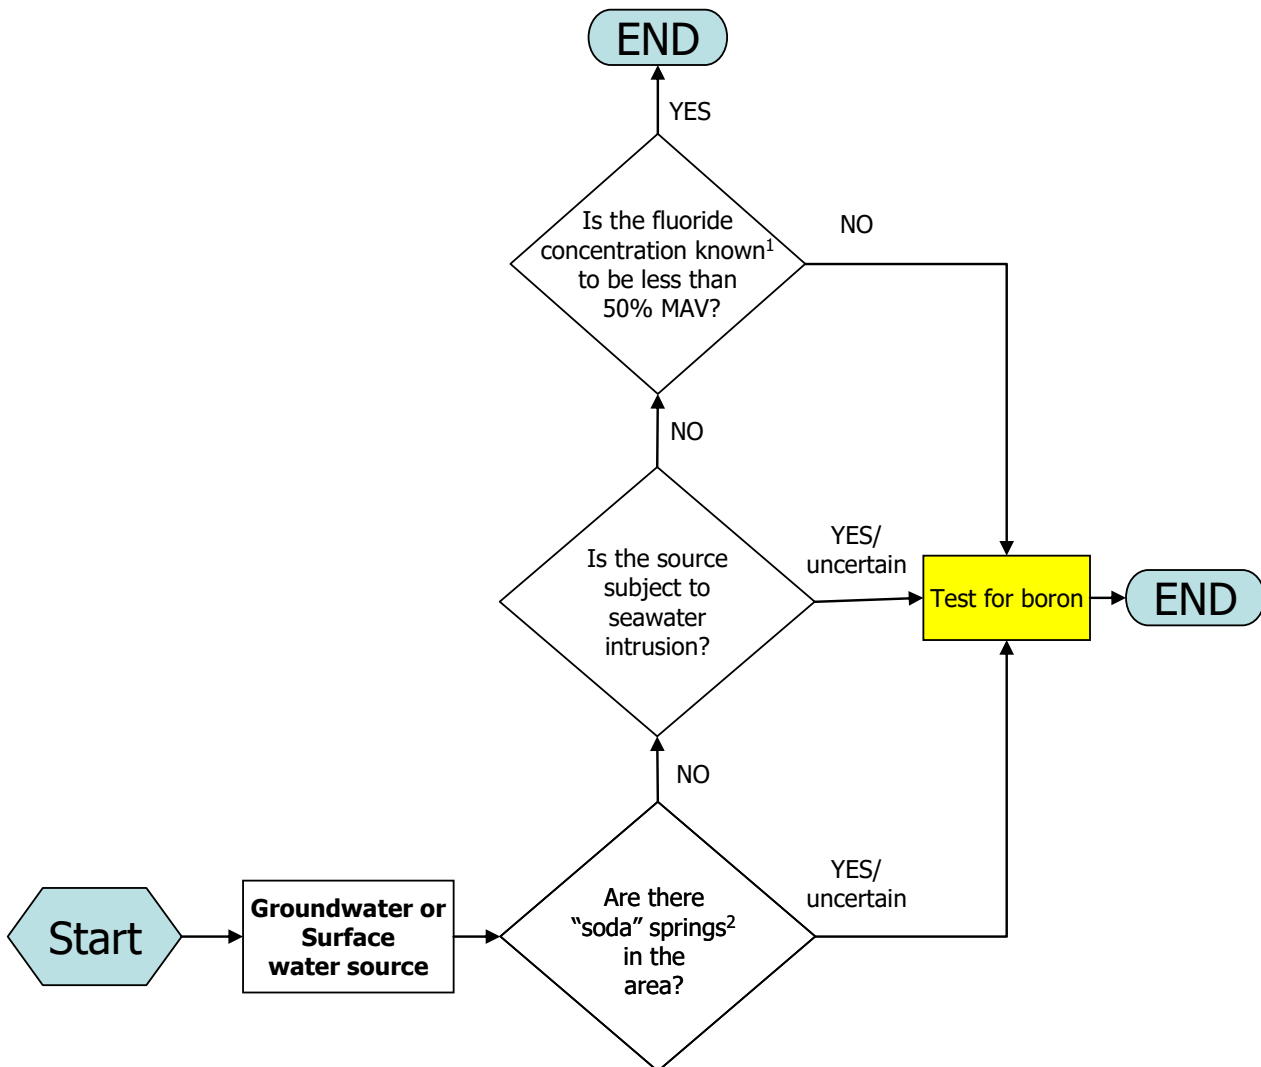 END
YES
Is the fluoride
concentration known¹
to be less than
50% MAV?
NO
NO
Is the source
subject to
seawater
intrusion?
YES/
uncertain
Test for boron
END
NO
Start
Groundwater or
Surface
water source
Are there
“soda” springs²
in the
area?
YES/
uncertain